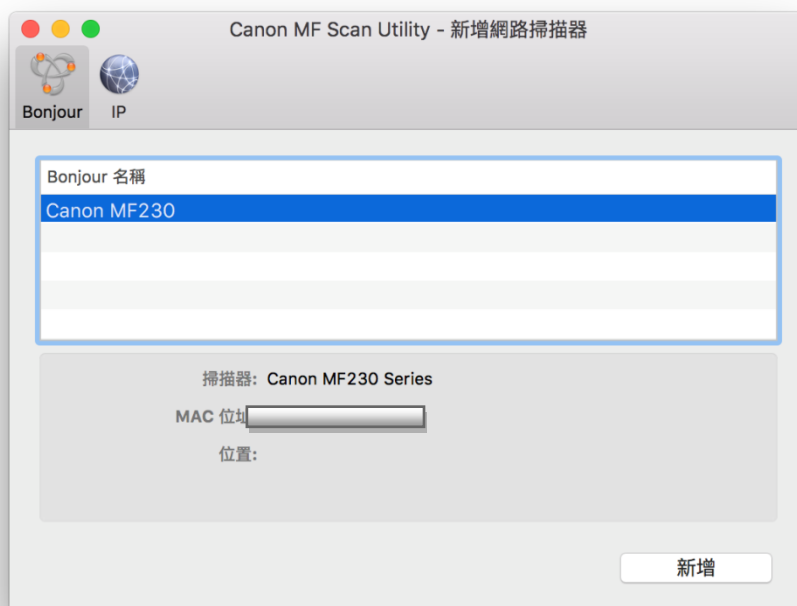 Canon MF Scan Utility - 新增網路掃描器
Bonjour IP
Bonjour 名稱
Canon MF230
掃描器: Canon MF230 Series
MAC 位址
位置:
新增